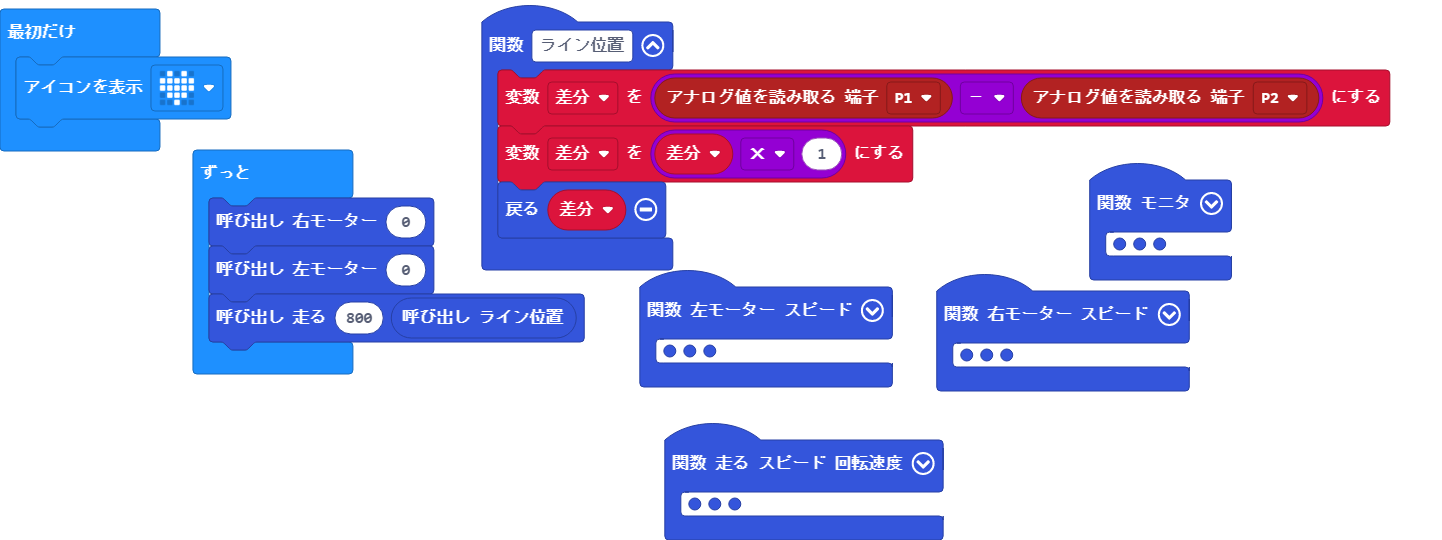 最初だけ
アイコンを表示
ずっと
呼び出し 右モーター 0
呼び出し 左モーター 0
呼び出し 走る 800 呼び出し ライン位置
関数 ライン位置
変数 差分 を アナログ値を読み取る 端子 P1 - アナログ値を読み取る 端子 P2 にする
変数 差分 を 差分 × 1 にする
戻る 差分
関数 モニタ
関数 左モーター スピード
関数 右モーター スピード
関数 走る スピード 回転速度